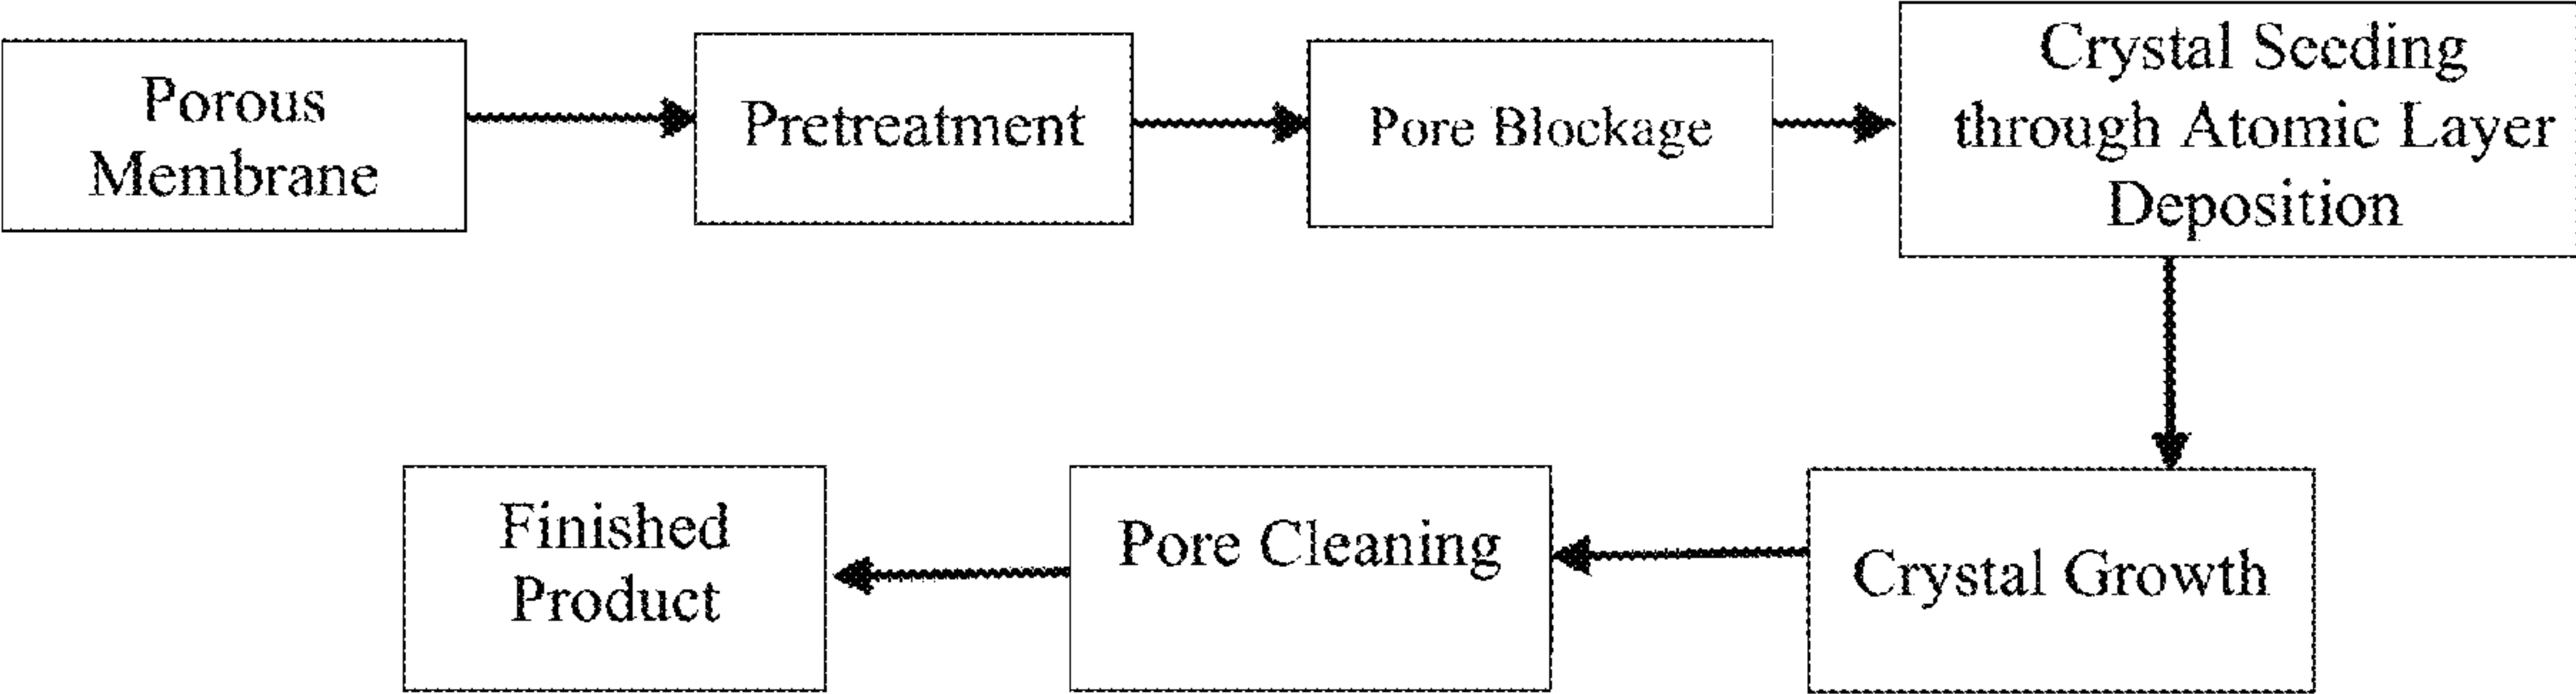 Porous
Membrane
Pretreatment
Pore Blockage
Crystal Seeding
through Atomic Layer
Deposition
Crystal Growth
Pore Cleaning
Finished
Product